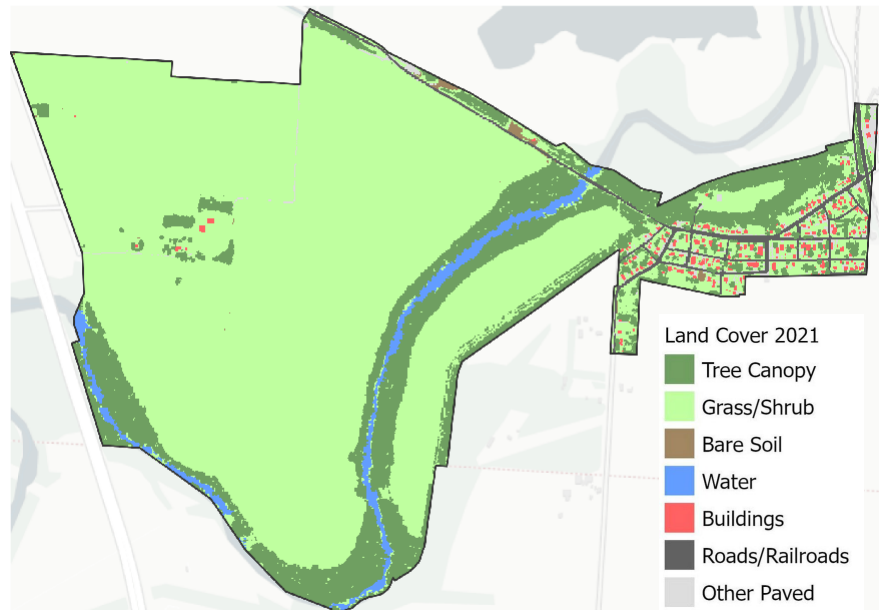 Land Cover 2021
Tree Canopy
Grass/Shrub
Bare Soil
Water
Buildings
Roads/Railroads
Other Paved